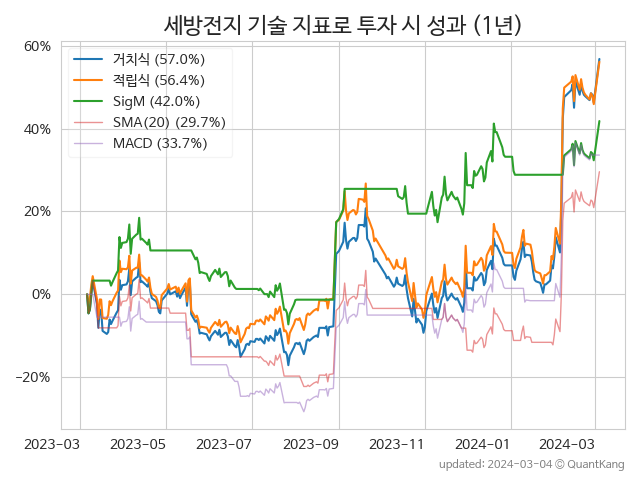 세방전지 기술 지표로 투자 시 성과 (1년)
60%
40%
20%
0%
−20%
거치식 (57.0%)
적립식 (56.4%)
SigM (42.0%)
SMA(20) (29.7%)
MACD (33.7%)
2023-03 2023-05 2023-07 2023-09 2023-11 2024-01 2024-03
updated: 2024-03-04 © QuantKang